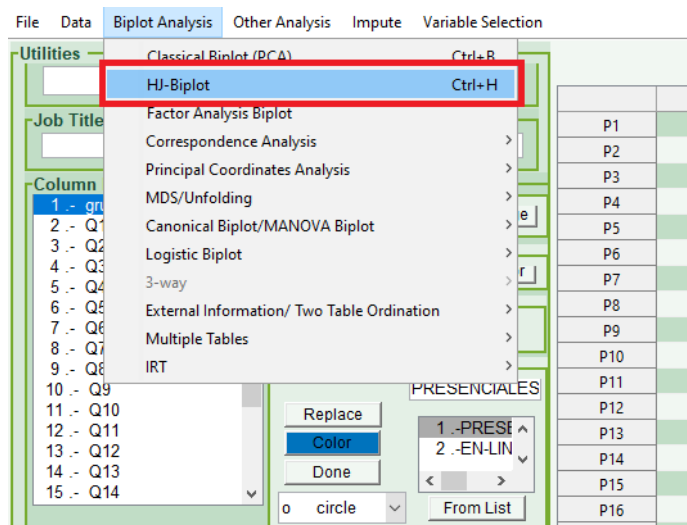 File Data Biplot Analysis Other Analysis Impute Variable Selection
Utilities
Classical Biplot (PCA) Ctrl+B
HJ-Biplot Ctrl+H
Factor Analysis Biplot
Correspondence Analysis
Principal Coordinates Analysis
MDS/Unfolding
Canonical Biplot/MANOVA Biplot
Logistic Biplot
3-way
External Information/ Two Table Ordination
Multiple Tables
IRT
Job Title
Column
1 .- gru
2 .- Q1
3 .- Q2
4 .- Q3
5 .- Q4
6 .- Q5
7 .- Q6
8 .- Q7
9 .- Q8
10 .- Q9
11 .- Q10
12 .- Q11
13 .- Q12
14 .- Q13
15 .- Q14
e
r
PRESENCIALES
Replace
Color
Done
o circle
1 .-PRESE
2 .-EN-LIN
From List
P1
P2
P3
P4
P5
P6
P7
P8
P9
P10
P11
P12
P13
P14
P15
P16